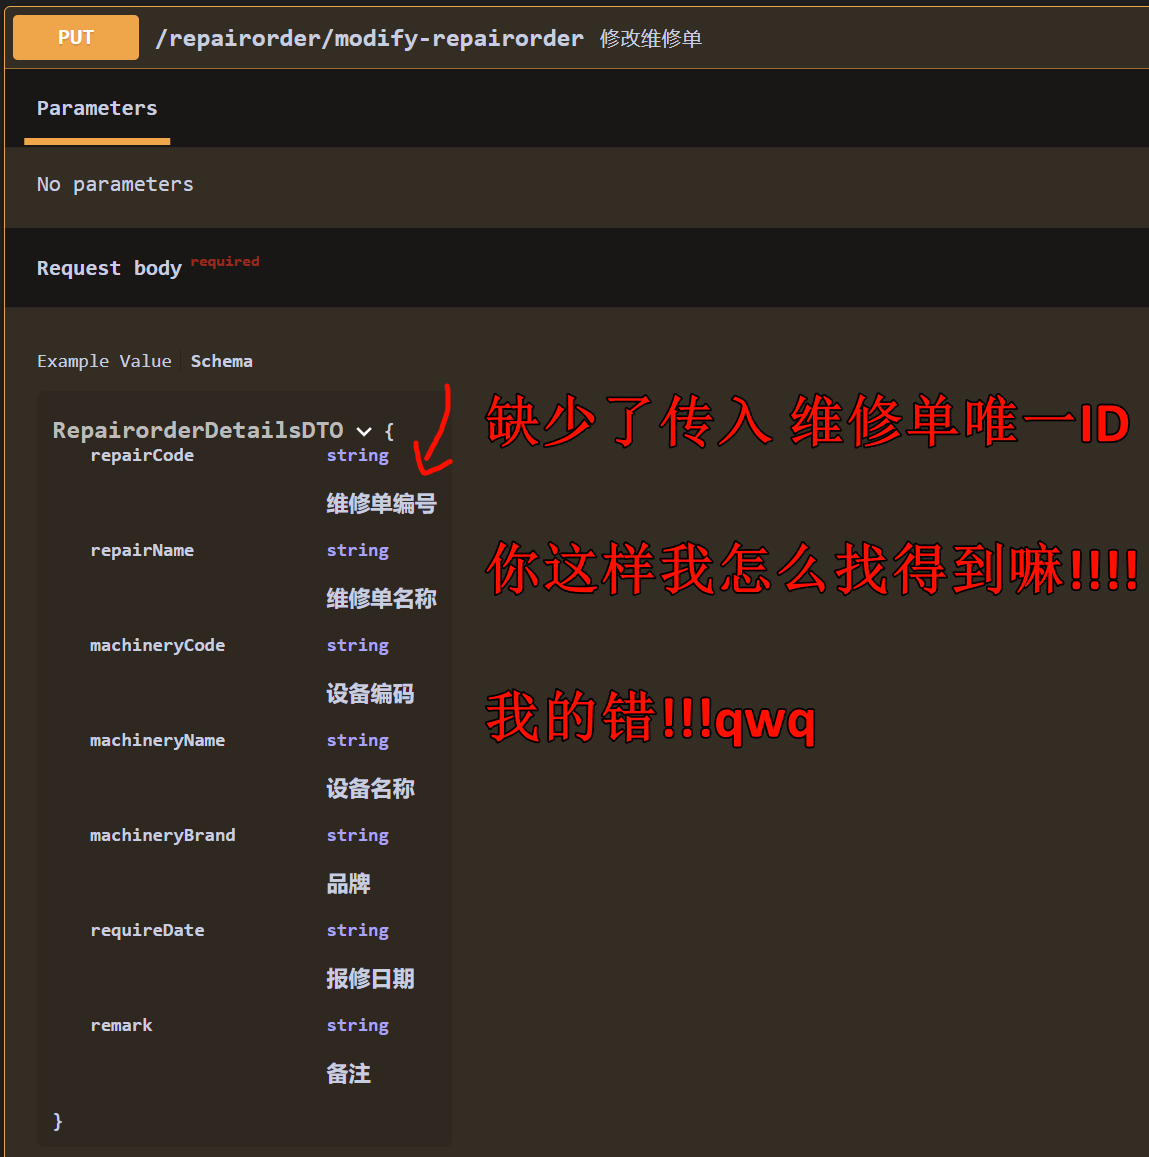 PUT /repairorder/modify-repairorder 修改维修单
Parameters
No parameters
Request body required
Example Value Schema
RepairorderDetailsDTO {
repairCode string
维修单编号
repairName string
维修单名称
machineryCode string
设备编码
machineryName string
设备名称
machineryBrand string
品牌
requireDate string
报修日期
remark string
备注
}
缺少了传入 维修单唯一ID
你这样我怎么找得到嘛!!!!
我的错!!!qwq